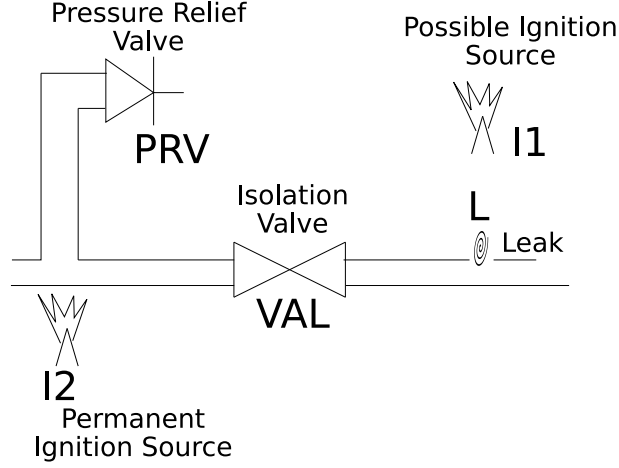 Pressure Relief
Valve
PRV
Possible Ignition
Source
I1
Isolation
Valve
VAL
L
Leak
I2
Permanent
Ignition Source